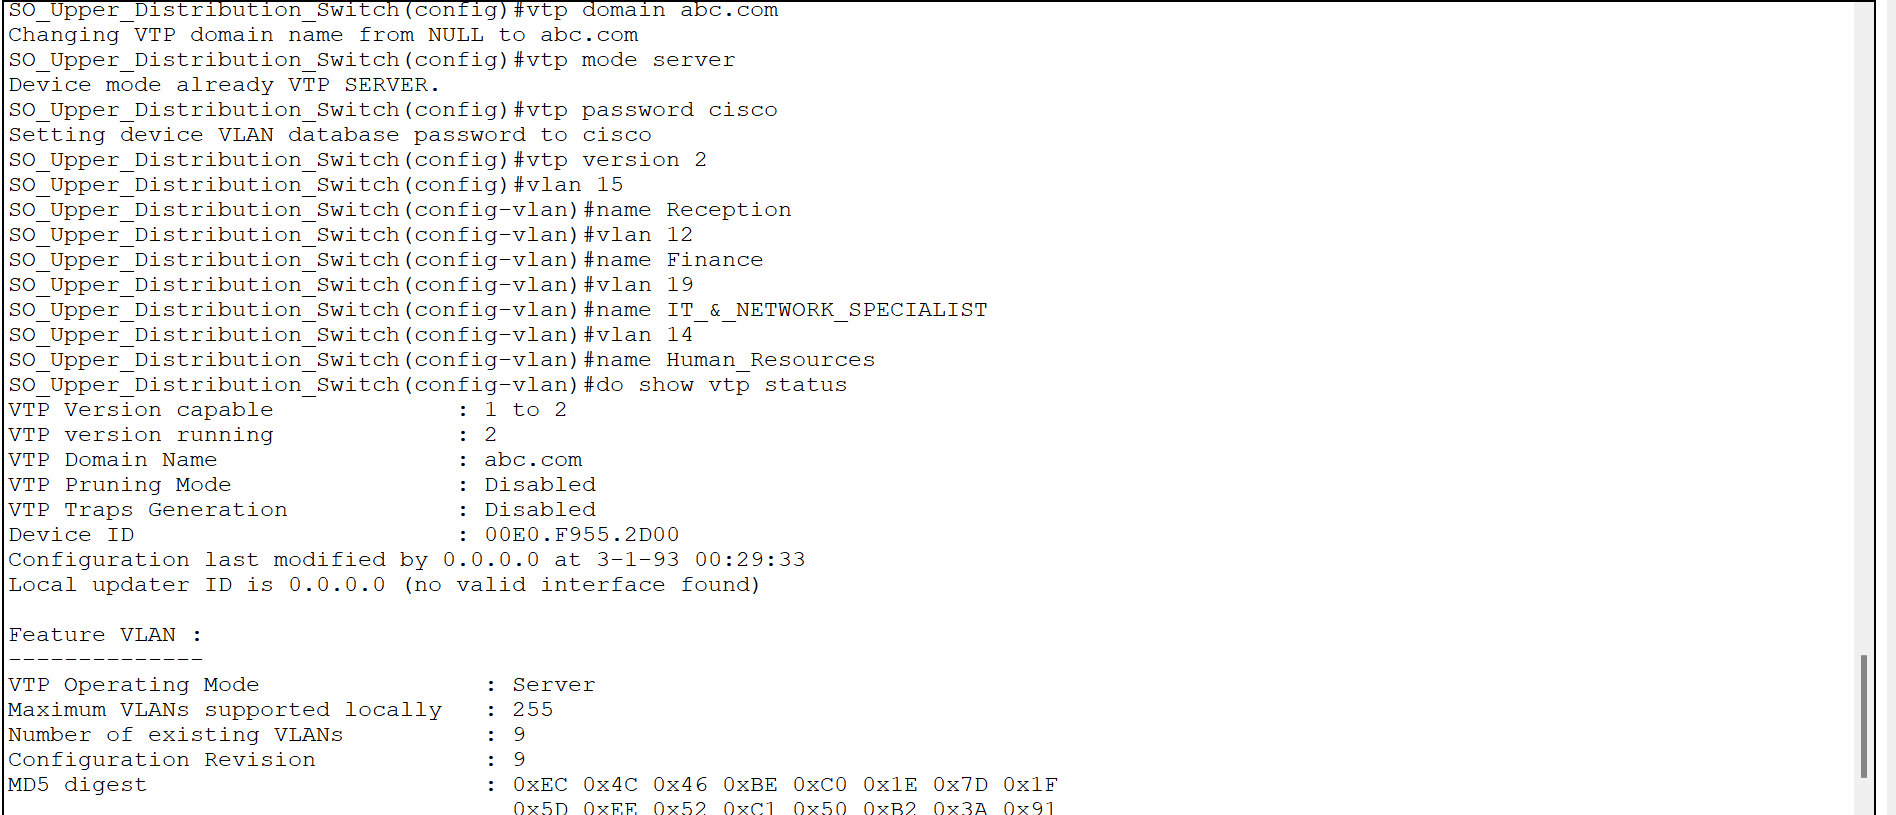 SO_Upper_Distribution_Switch(config)#vtp domain abc.com
Changing VTP domain name from NULL to abc.com
SO_Upper_Distribution_Switch(config)#vtp mode server
Device mode already VTP SERVER.
SO_Upper_Distribution_Switch(config)#vtp password cisco
Setting device VLAN database password to cisco
SO_Upper_Distribution_Switch(config)#vtp version 2
SO_Upper_Distribution_Switch(config)#vlan 15
SO_Upper_Distribution_Switch(config-vlan)#name Reception
SO_Upper_Distribution_Switch(config-vlan)#vlan 12
SO_Upper_Distribution_Switch(config-vlan)#name Finance
SO_Upper_Distribution_Switch(config-vlan)#vlan 19
SO_Upper_Distribution_Switch(config-vlan)#name IT_&_NETWORK_SPECIALIST
SO_Upper_Distribution_Switch(config-vlan)#vlan 14
SO_Upper_Distribution_Switch(config-vlan)#name Human_Resources
SO_Upper_Distribution_Switch(config-vlan)#do show vtp status
VTP Version capable : 1 to 2
VTP version running : 2
VTP Domain Name : abc.com
VTP Pruning Mode : Disabled
VTP Traps Generation : Disabled
Device ID : 00E0.F955.2D00
Configuration last modified by 0.0.0.0 at 3-1-93 00:29:33
Local updater ID is 0.0.0.0 (no valid interface found)
Feature VLAN :
--------------
VTP Operating Mode : Server
Maximum VLANs supported locally : 255
Number of existing VLANs : 9
Configuration Revision : 9
MD5 digest : 0xEC 0x4C 0x46 0xBE 0xC0 0x1E 0x7D 0x1F
0x5D 0xEE 0x52 0xC1 0x50 0xB2 0x3A 0x91